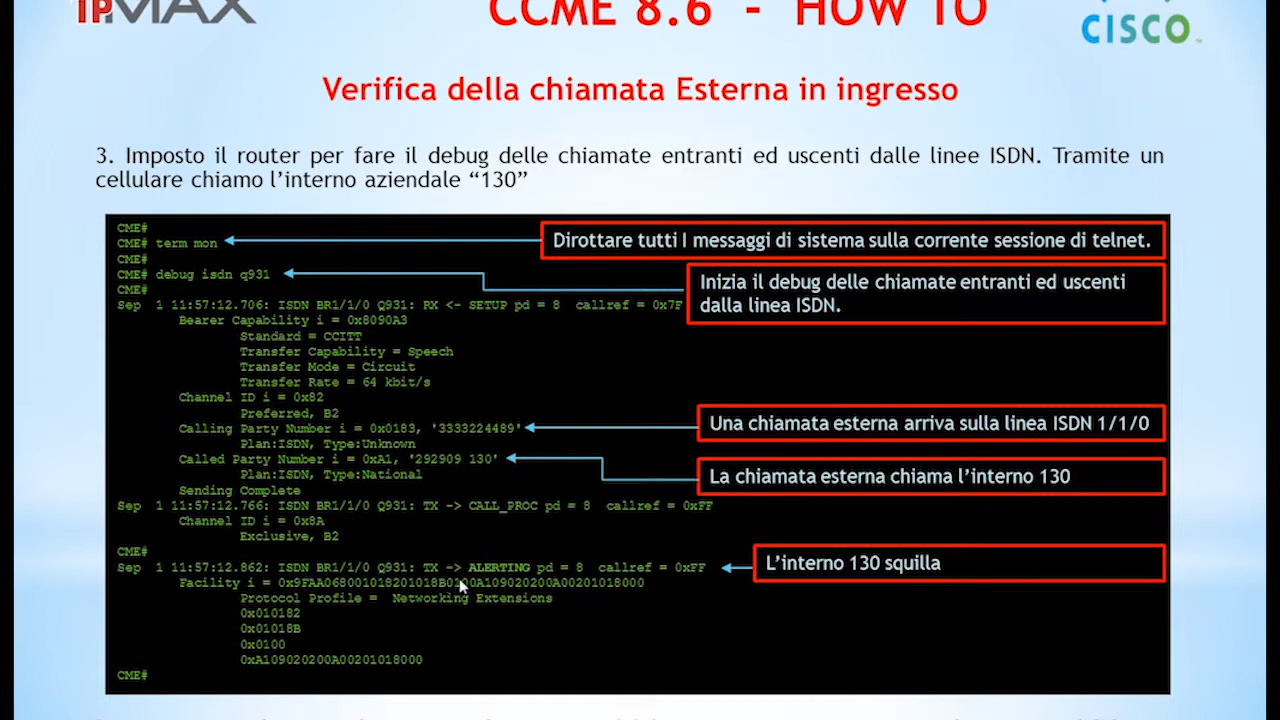 IPMAX
CCME 8.6 - HOW TO
CISCO
Verifica della chiamata Esterna in ingresso
3. Imposto il router per fare il debug delle chiamate entranti ed uscenti dalle linee ISDN. Tramite un
cellulare chiamo l'interno aziendale “130”
CME#
CME# term mon
Dirottare tutti I messaggi di sistema sulla corrente sessione di telnet.
CME#
CME# debug isdn q931
Inizia il debug delle chiamate entranti ed uscenti
dalla linea ISDN.
CME#
Sep 1 11:57:12.706: ISDN BR1/1/0 Q931: RX <- SETUP pd = 8 callref = 0x7F
Bearer Capability i = 0x8090A3
Standard = CCITT
Transfer Capability = Speech
Transfer Mode = Circuit
Transfer Rate = 64 kbit/s
Channel ID i = 0x82
Preferred, B2
Calling Party Number i = 0x0183, '3333224489'
Una chiamata esterna arriva sulla linea ISDN 1/1/0
Plan:ISDN, Type:Unknown
Called Party Number i = 0xA1, '292909 130'
La chiamata esterna chiama l'interno 130
Plan:ISDN, Type:National
Sending Complete
Sep 1 11:57:12.766: ISDN BR1/1/0 Q931: TX -> CALL_PROC pd = 8 callref = 0xFF
Channel ID i = 0x8A
Exclusive, B2
CME#
Sep 1 11:57:12.862: ISDN BR1/1/0 Q931: TX -> ALERTING pd = 8 callref = 0xFF
L'interno 130 squilla
Facility i =
Protocol Profile = Networking Extensions
0x010182
0x01018B
0x0100
0xA109020200A00201018000
CME#